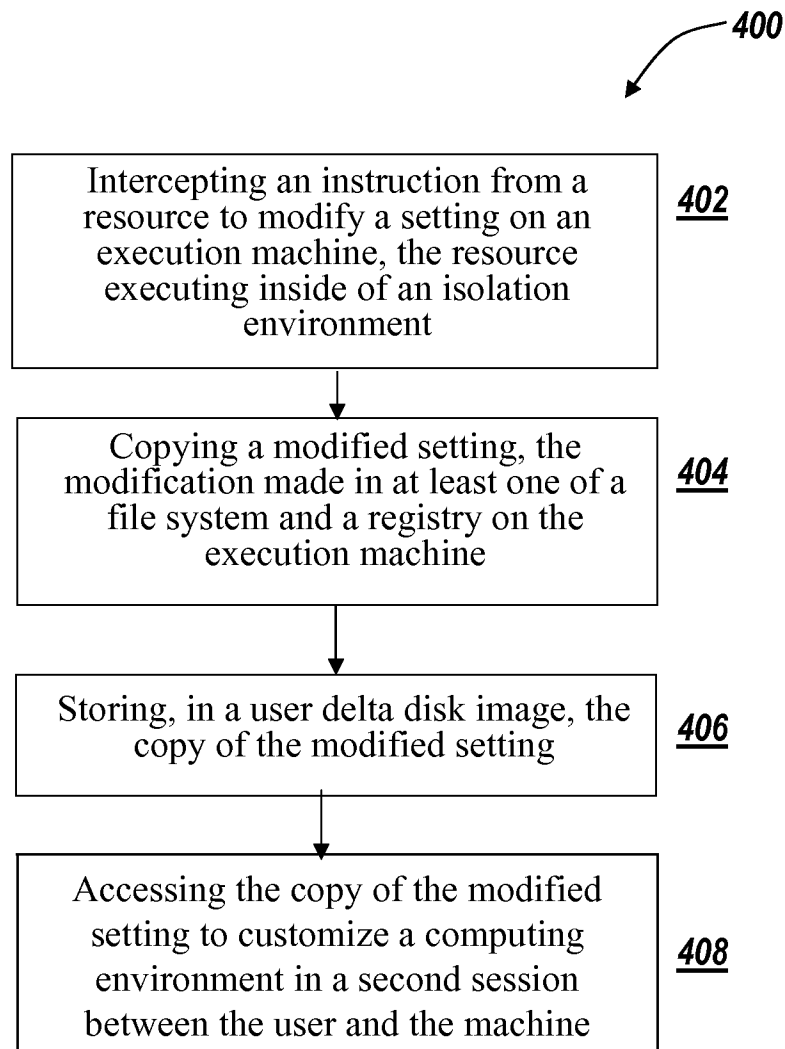 400
Intercepting an instruction from a
resource to modify a setting on an
execution machine, the resource
executing inside of an isolation
environment
402
Copying a modified setting, the
modification made in at least one of a
file system and a registry on the
execution machine
404
Storing, in a user delta disk image, the
copy of the modified setting
406
Accessing the copy of the modified
setting to customize a computing
environment in a second session
between the user and the machine
408